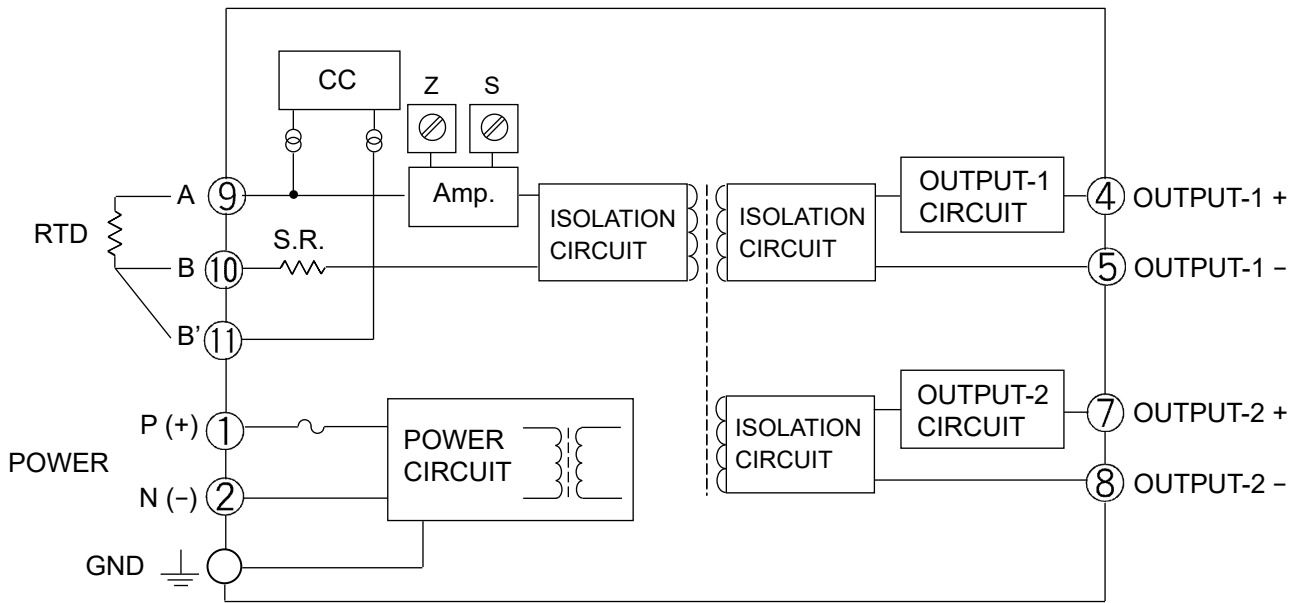 CC
Z
S
A
9
Amp.
RTD
S.R.
B
10
B’
11
ISOLATION
CIRCUIT
ISOLATION
CIRCUIT
OUTPUT-1
CIRCUIT
4
OUTPUT-1 +
5
OUTPUT-1 −
P (+)
1
POWER
N (−)
2
GND
POWER
CIRCUIT
ISOLATION
CIRCUIT
OUTPUT-2
CIRCUIT
7
OUTPUT-2 +
8
OUTPUT-2 −